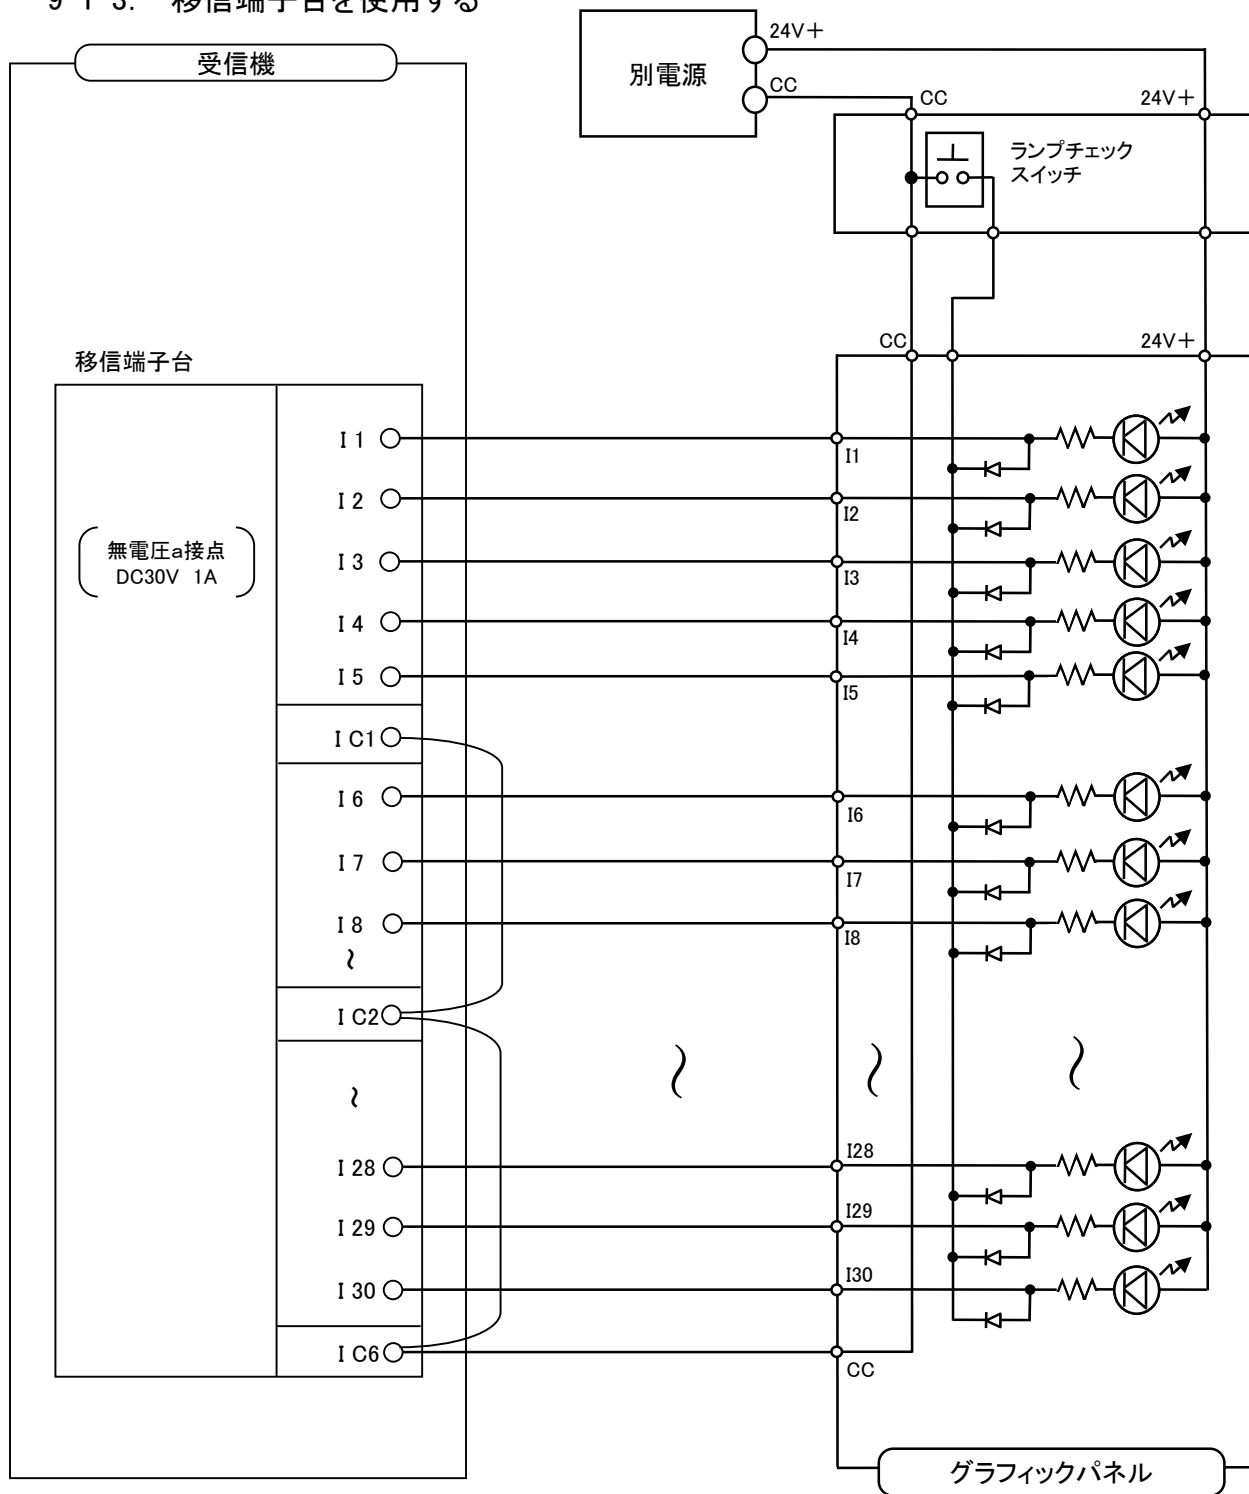 9-1-3. 移信端子台を使用する
受信機
別電源
24V＋
CC
CC
24V＋
ランプチェック
スイッチ
移信端子台
CC
24V＋
無電圧a接点
DC30V 1A
I 1
I1
I 2
I2
I 3
I3
I 4
I4
I 5
I5
I C1
I 6
I6
I 7
I7
I 8
I8
～
I C2
～
～
～
～
I 28
I28
I 29
I29
I 30
I30
I C6
CC
グラフィックパネル